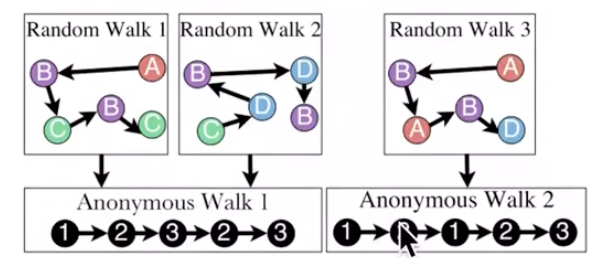 Random Walk 1
Random Walk 2
Random Walk 3
B A
C B C
B D
C D B
B A
A B D
Anonymous Walk 1
1 2 3 2 3
Anonymous Walk 2
1 1 2 3